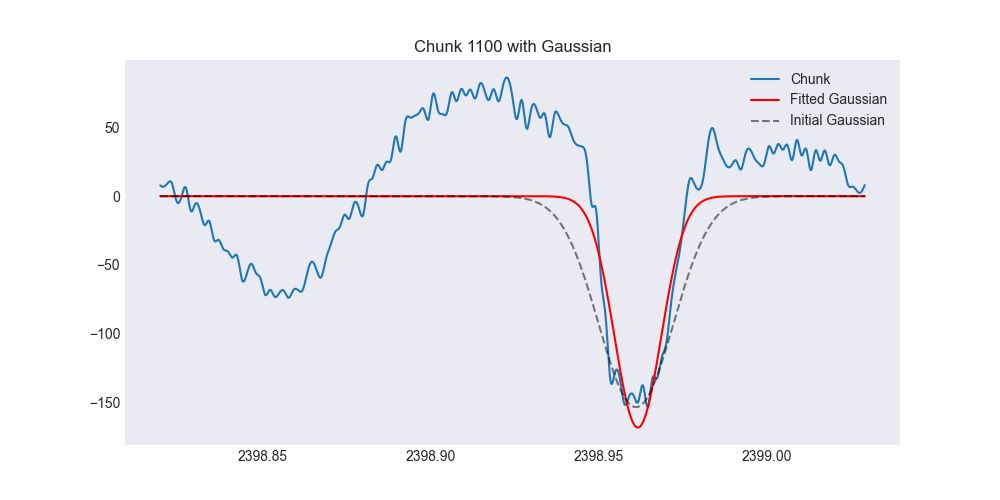 Chunk 1100 with Gaussian
Chunk
Fitted Gaussian
Initial Gaussian
50
0
−50
−100
−150
2398.85 2398.90 2398.95 2399.00